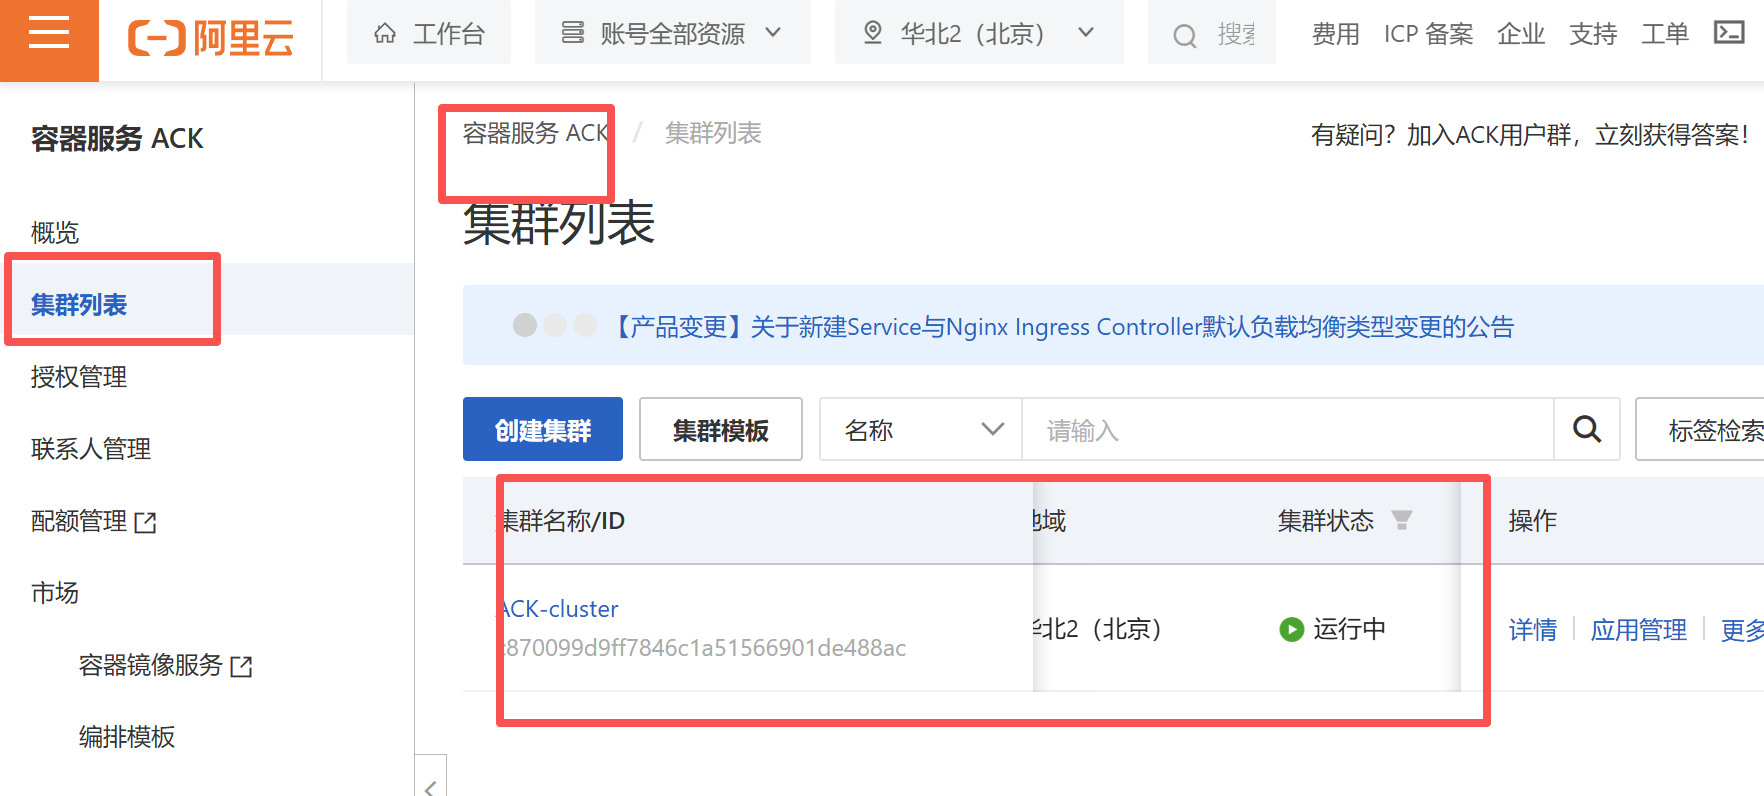 阿里云
工作台
账号全部资源
华北2（北京）
搜索
费用
ICP 备案
企业
支持
工单
容器服务 ACK
概览
集群列表
授权管理
联系人管理
配额管理
市场
容器镜像服务
编排模板
容器服务 ACK / 集群列表
有疑问？加入ACK用户群，立刻获得答案！
集群列表
【产品变更】关于新建Service与Nginx Ingress Controller默认负载均衡类型变更的公告
创建集群
集群模板
名称
请输入
标签检索
集群名称/ID
地域
集群状态
操作
ACK-cluster
c870099d9ff7846c1a51566901de488ac
华北2（北京）
运行中
详情
应用管理
更多